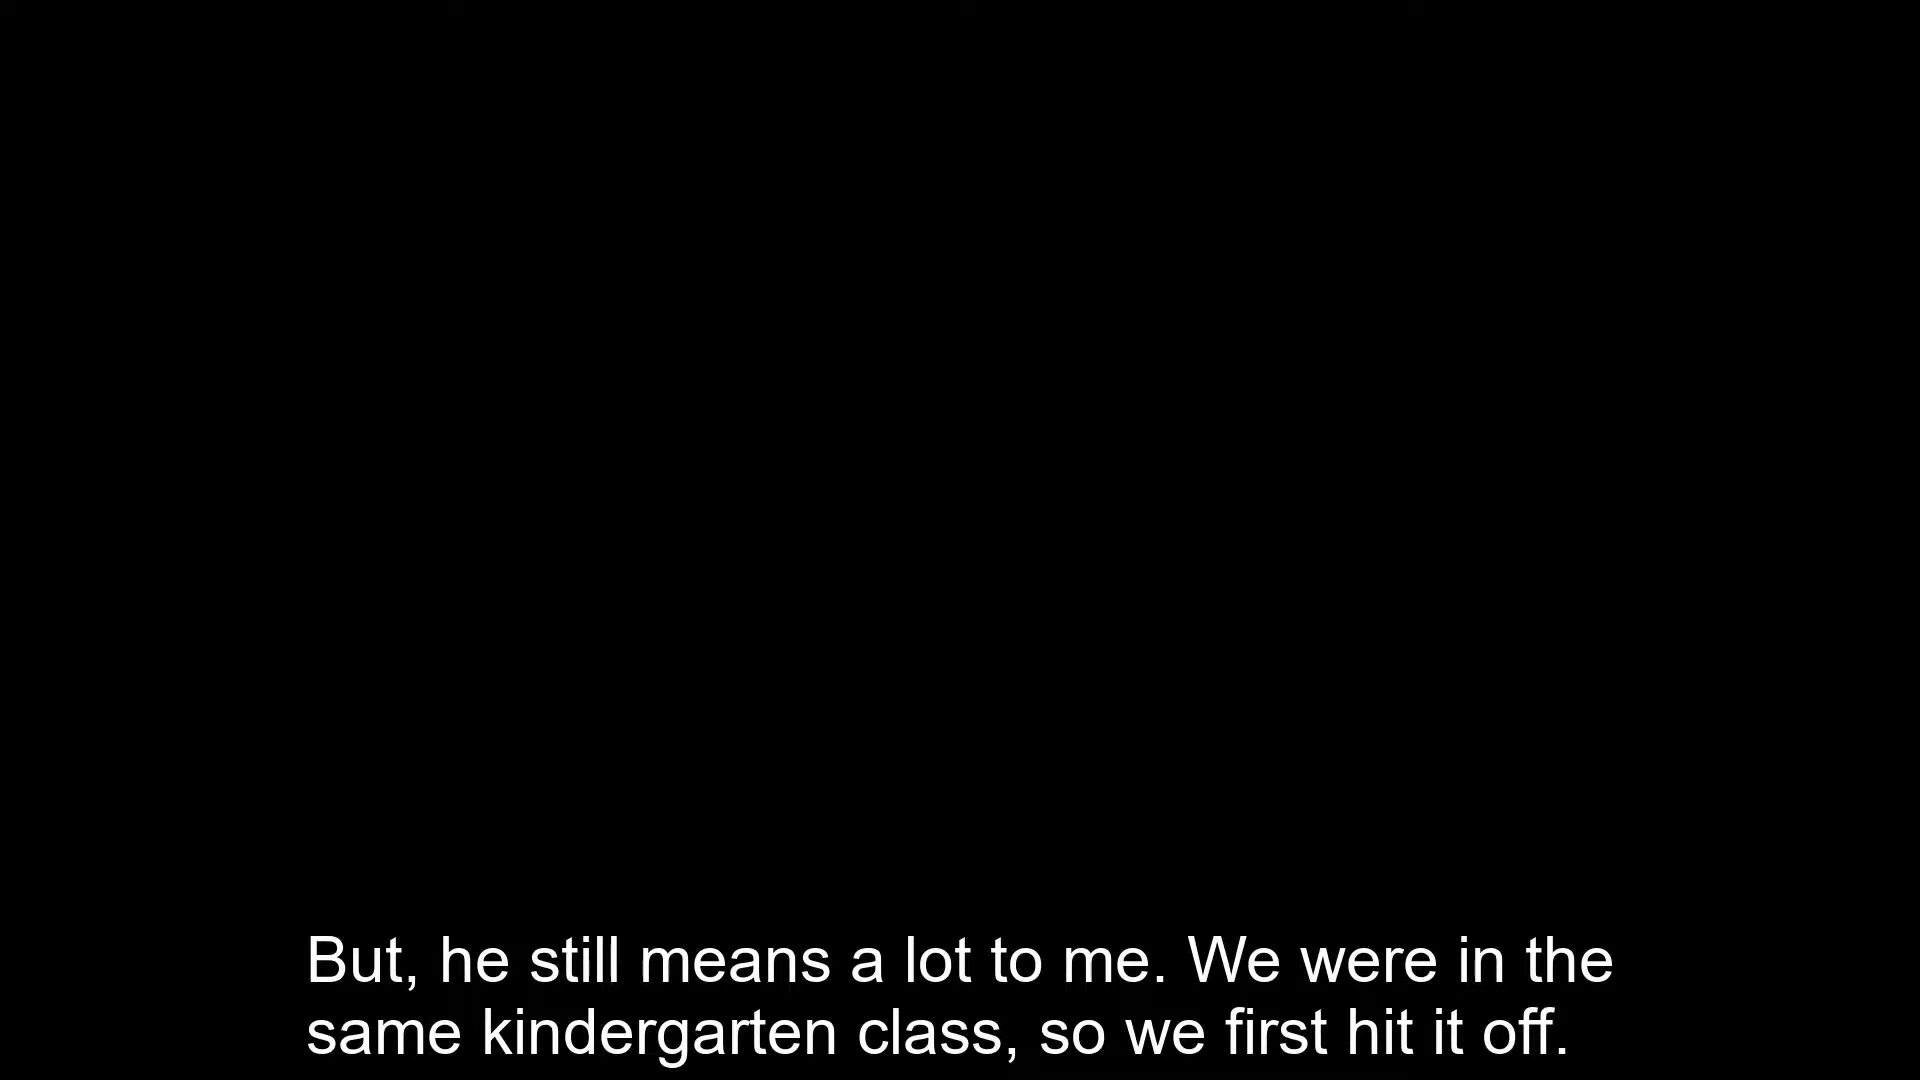 But, he still means a lot to me. We were in the
same kindergarten class, so we first hit it off.